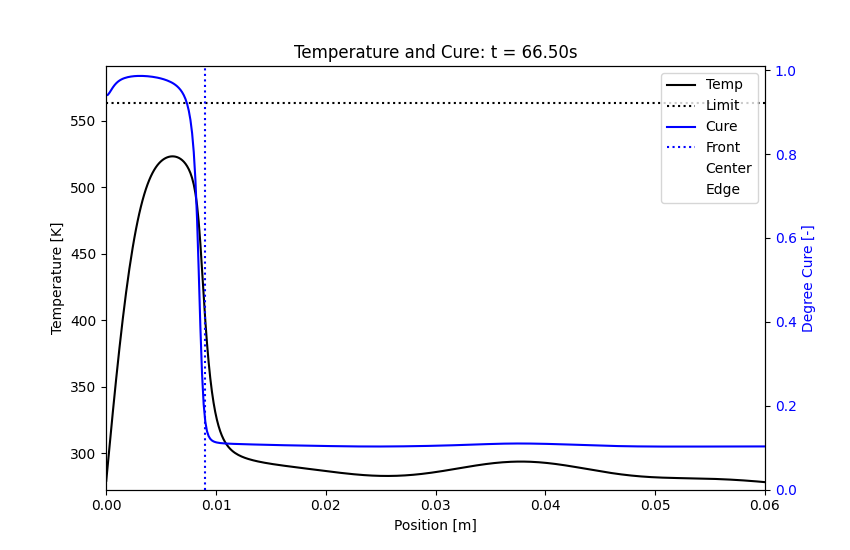 Temperature and Cure: t = 66.50s
Temp
Limit
Cure
Front
Center
Edge
Temperature [K]
550
500
450
400
350
300
Degree Cure [-]
1.0
0.8
0.6
0.4
0.2
0.0
0.00 0.01 0.02 0.03 0.04 0.05 0.06
Position [m]